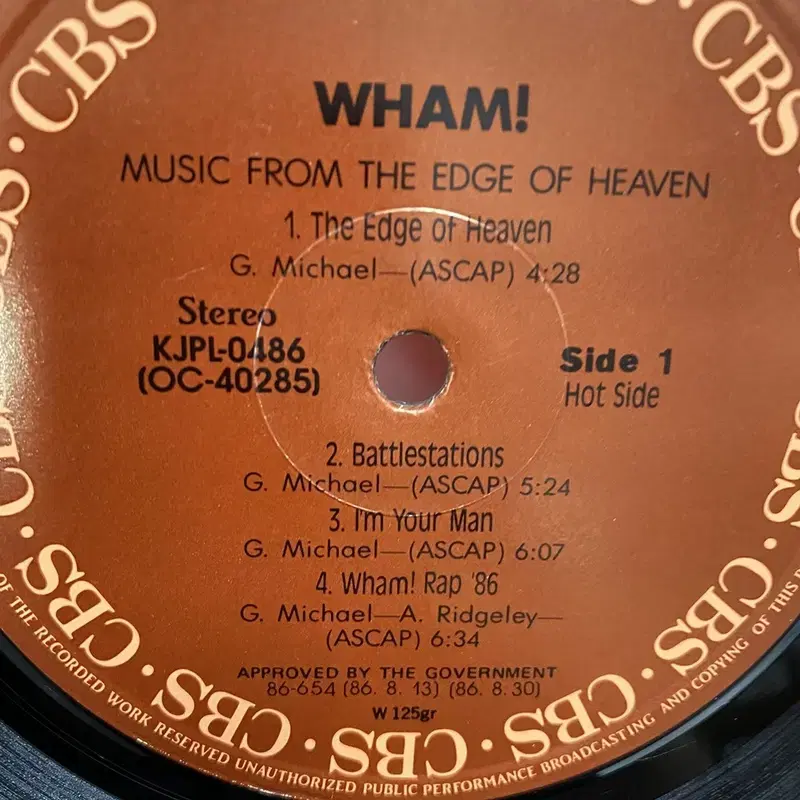 WHAM!
MUSIC FROM THE EDGE OF HEAVEN
1. The Edge of Heaven
G. Michael—(ASCAP) 4:28
Stereo
KJPL-0486
(OC-40285)
Side 1
Hot Side
2. Battlestations
G. Michael—(ASCAP) 5:24
3. I'm Your Man
G. Michael—(ASCAP) 6:07
4. Wham! Rap '86
G. Michael—A. Ridgeley—
(ASCAP) 6:34
APPROVED BY THE GOVERNMENT
86-654 (86. 8. 13) (86. 8. 30)
W 125gr
CBS · CBS · CBS · CBS · CBS · CBS · CBS · CBS
OF THE RECORDED WORK RESERVED UNAUTHORIZED PUBLIC PERFORMANCE BROADCASTING AND COPYING OF THIS